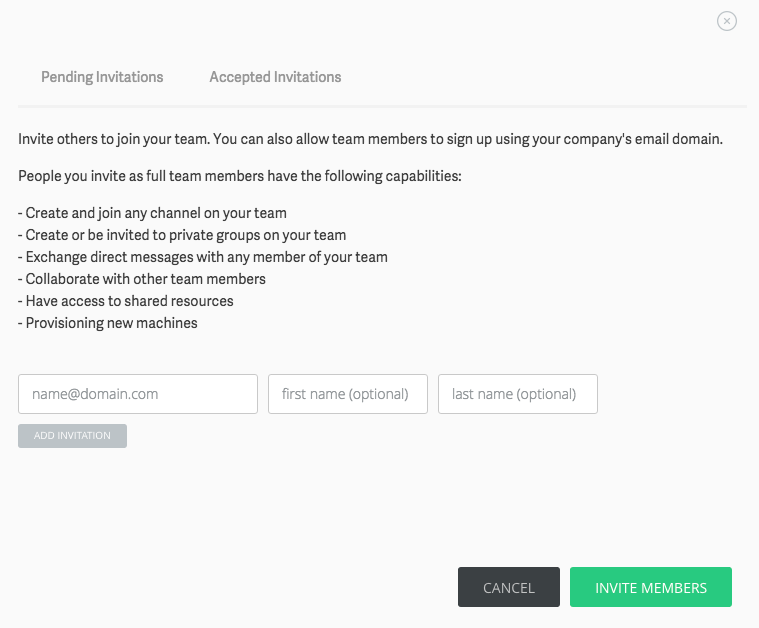 Pending Invitations Accepted Invitations
Invite others to join your team. You can also allow team members to sign up using your company's email domain.
People you invite as full team members have the following capabilities:
- Create and join any channel on your team
- Create or be invited to private groups on your team
- Exchange direct messages with any member of your team
- Collaborate with other team members
- Have access to shared resources
- Provisioning new machines
name@domain.com first name (optional) last name (optional)
ADD INVITATION
CANCEL INVITE MEMBERS